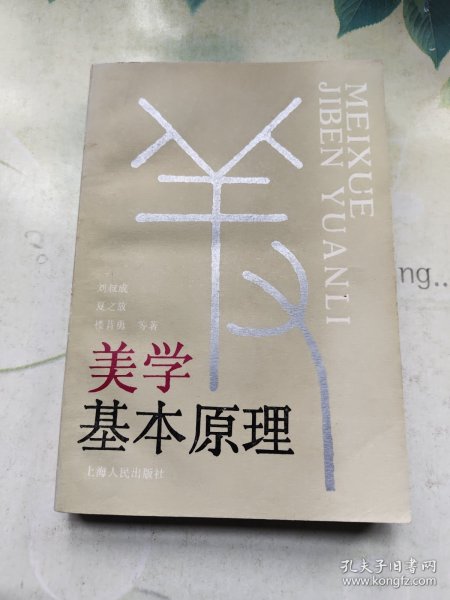 MEIXUE
JIBEN YUANLI
刘叔成
夏之放
楼昔勇 等著
美学
基本原理
上海人民出版社
ng..
孔夫子旧书网
www.kongfz.com